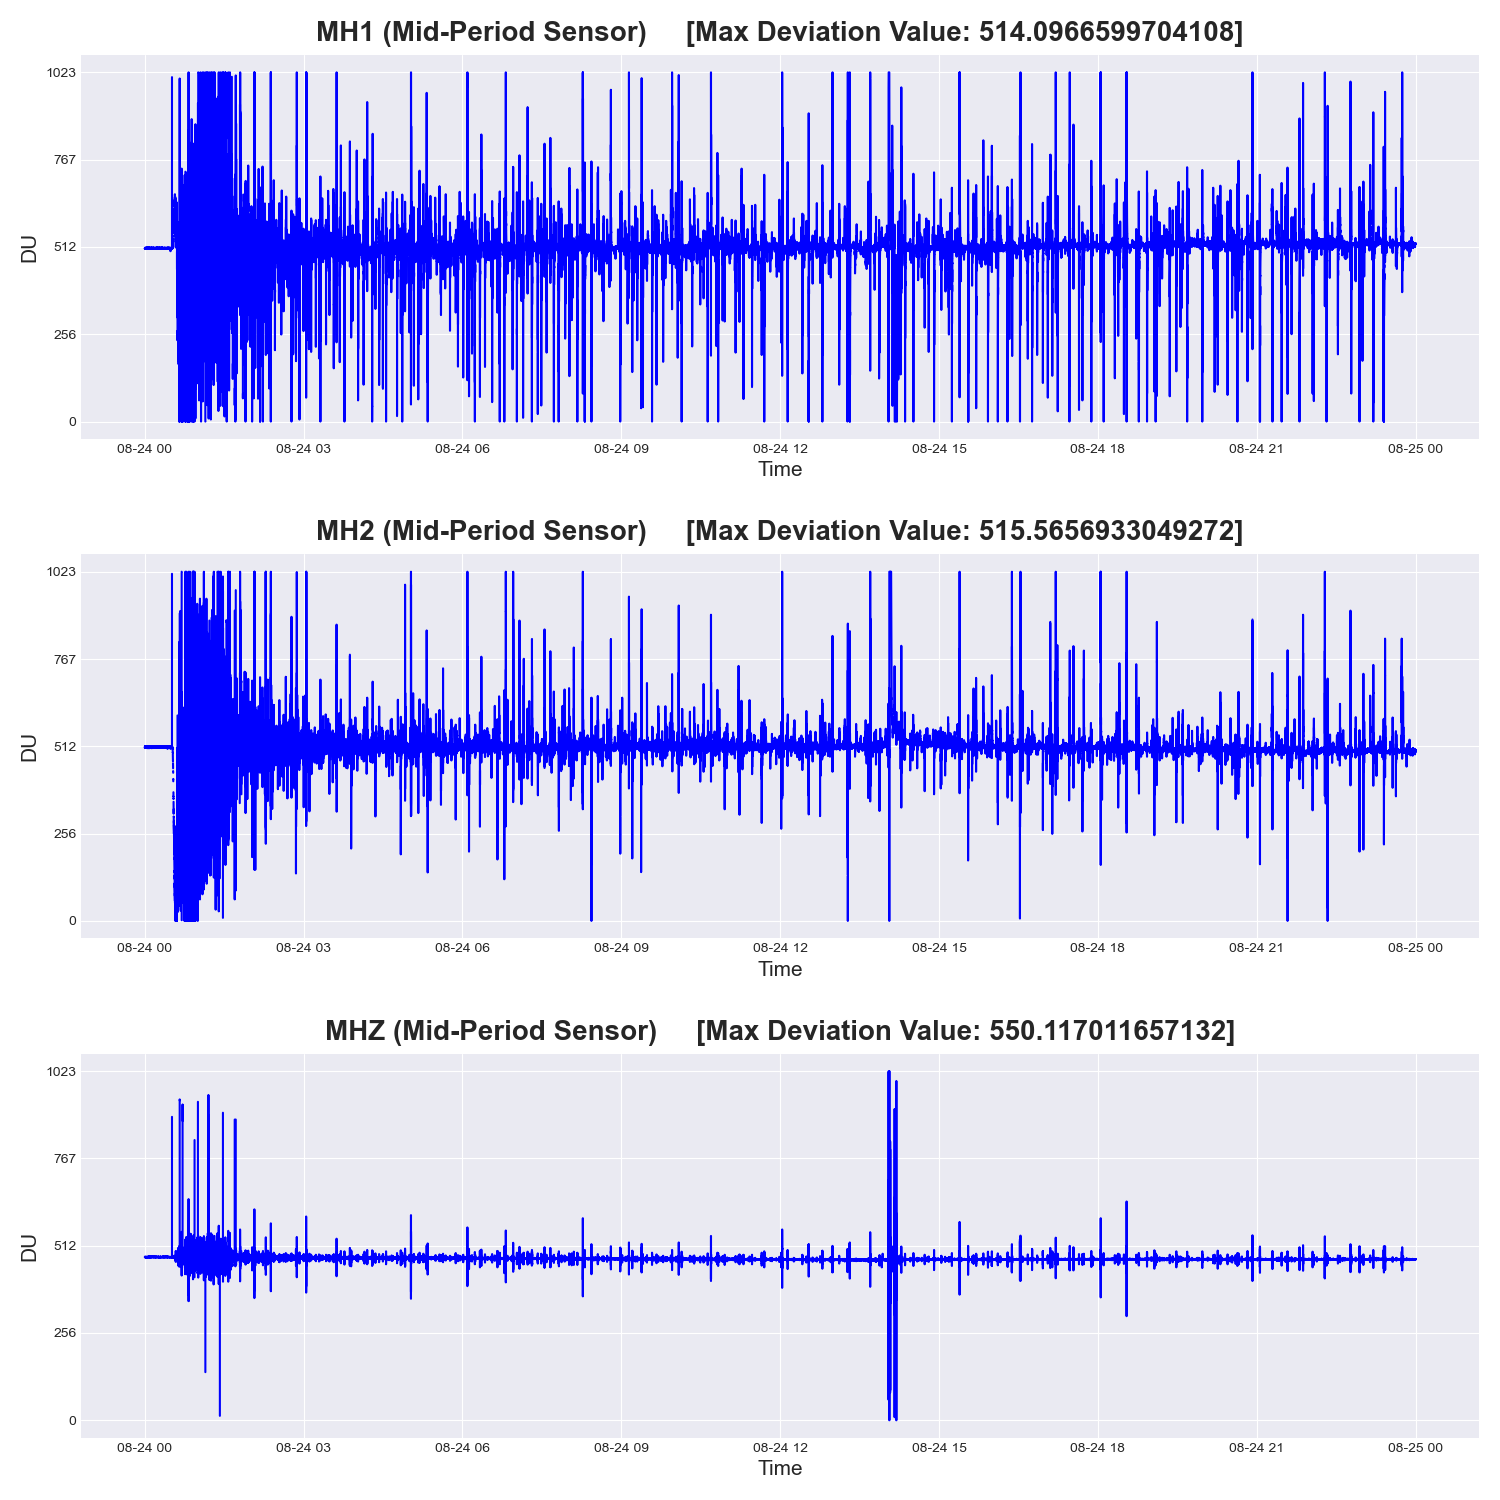 MH1 (Mid-Period Sensor) [Max Deviation Value: 514.0966599704108]
1023
767
512
256
0
DU
08-24 00 08-24 03 08-24 06 08-24 09 08-24 12 08-24 15 08-24 18 08-24 21 08-25 00
Time
MH2 (Mid-Period Sensor) [Max Deviation Value: 515.5656933049272]
1023
767
512
256
0
DU
08-24 00 08-24 03 08-24 06 08-24 09 08-24 12 08-24 15 08-24 18 08-24 21 08-25 00
Time
MHZ (Mid-Period Sensor) [Max Deviation Value: 550.117011657132]
1023
767
512
256
0
DU
08-24 00 08-24 03 08-24 06 08-24 09 08-24 12 08-24 15 08-24 18 08-24 21 08-25 00
Time